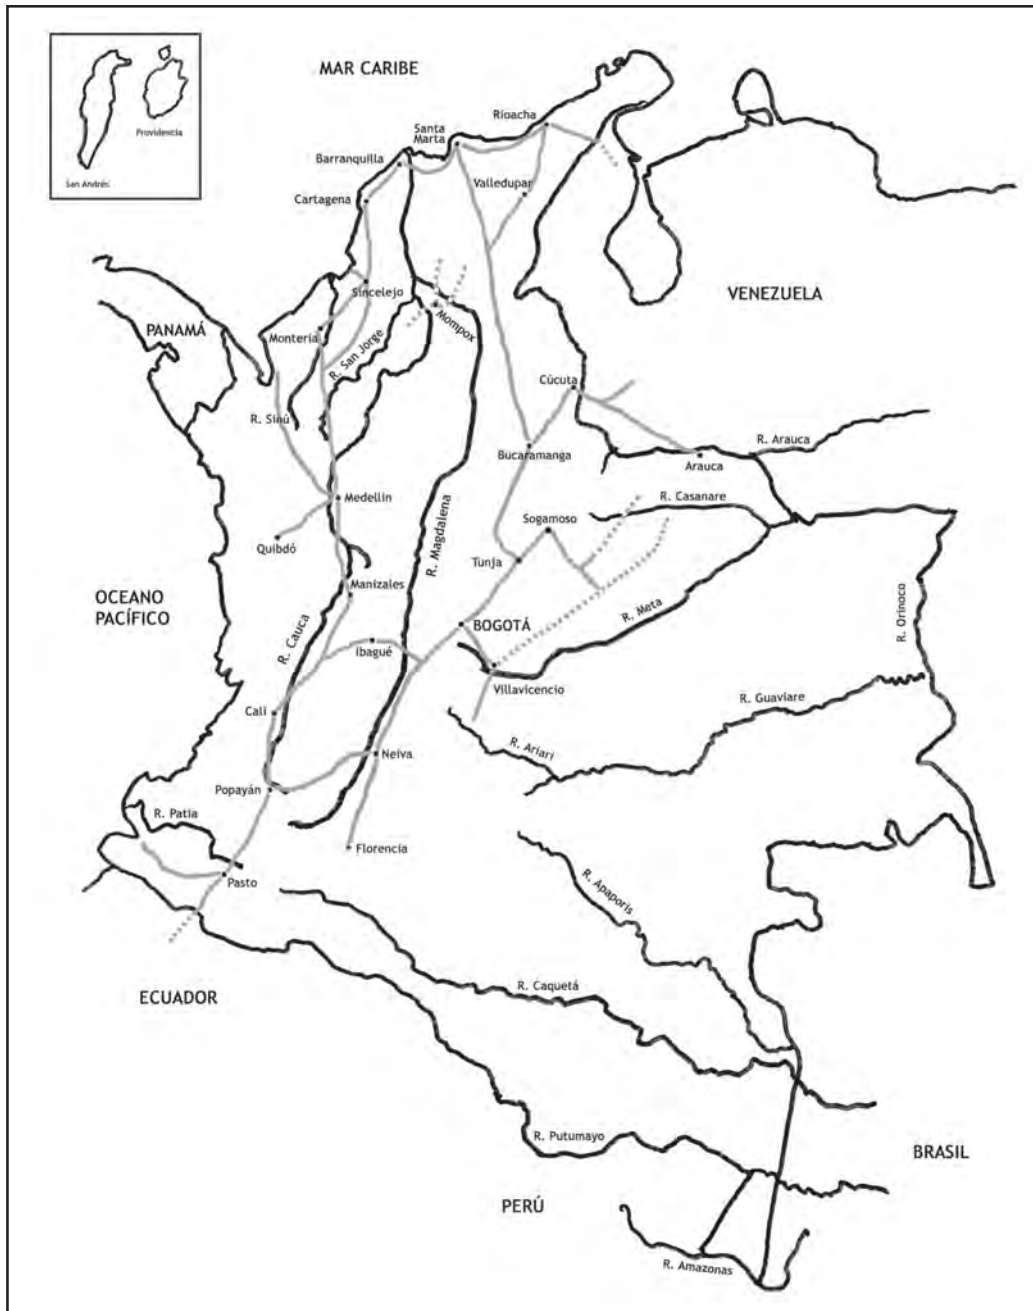 MAR CARIBE
Rioacha
Santa
Marta
Providencia
Barranquilla
Valledupar
San Andrés
Cartagena
VENEZUELA
Sincelejo
Mompox
PANAMÁ
Montería
R. San Jorge
Cúcuta
R. Sinú
R. Arauca
Bucaramanga
Arauca
Medellin
R. Casanare
R. Magdalena
Sogamoso
Quibdó
Tunja
Manizales
OCEANO
PACÍFICO
R. Meta
R. Orinoco
BOGOTÁ
R. Cauca
Ibagué
Villavicencio
R. Guaviare
Cali
R. Ariari
Neiva
Popayán
R. Patia
Florencia
Pasto
R. Apaporis
R. Caquetá
ECUADOR
R. Putumayo
BRASIL
PERÚ
R. Amazonas